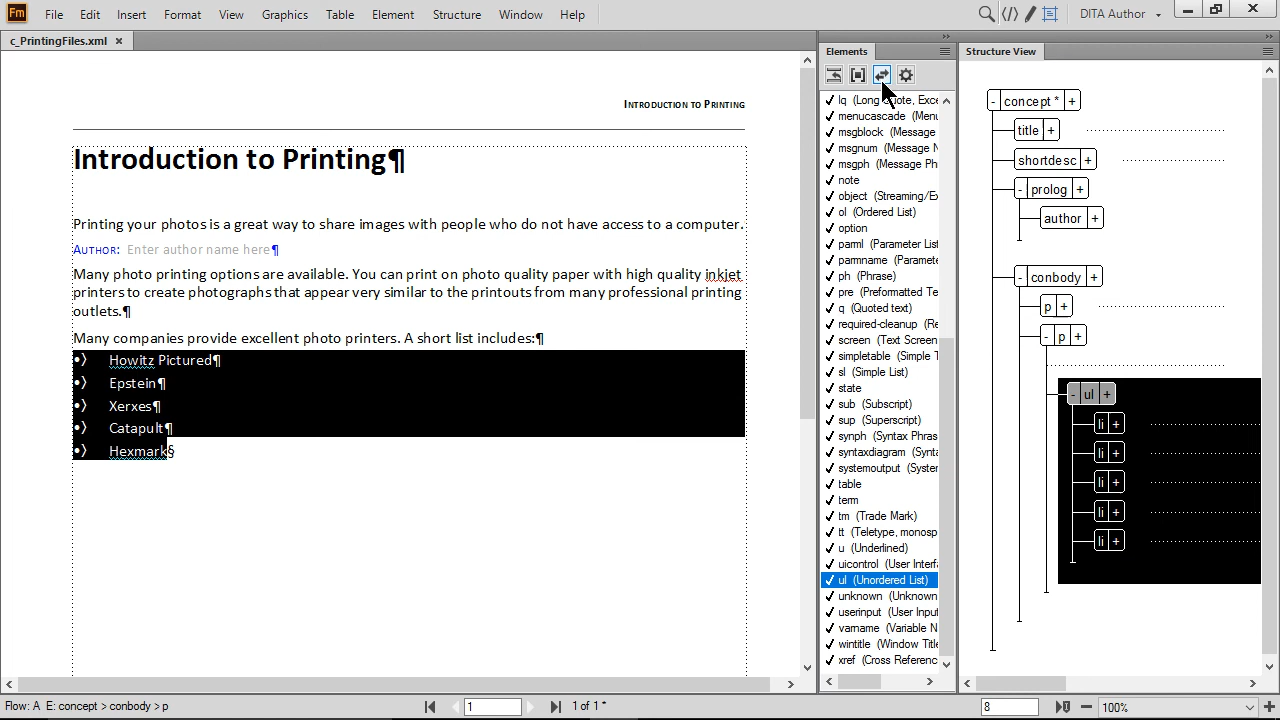 Fm File Edit Insert Format View Graphics Table Element Structure Window Help DITA Author
c_PrintingFiles.xml
Introduction to Printing
Introduction to Printing¶
Printing your photos is a great way to share images with people who do not have access to a computer.
Author: Enter author name here¶
Many photo printing options are available. You can print on photo quality paper with high quality inkjet
printers to create photographs that appear very similar to the printouts from many professional printing
outlets.¶
Many companies provide excellent photo printers. A short list includes:¶
Howitz Pictured¶
Epstein¶
Xerxes¶
Catapult¶
Hexmark§
Elements
lq (Long Quote, Exce
menucascade (Menu
msgblock (Message
msgnum (Message N
msgph (Message Ph
note
object (Streaming/Ex
ol (Ordered List)
option
parml (Parameter List
parmname (Paramete
ph (Phrase)
pre (Preformatted Te
q (Quoted text)
required-cleanup (Re
screen (Text Screen
simpletable (Simple T
sl (Simple List)
state
sub (Subscript)
sup (Superscript)
synph (Syntax Phras
syntaxdiagram (Synta
systemoutput (System
table
term
tm (Trade Mark)
tt (Teletype, monosp
u (Underlined)
uicontrol (User Interfa
ul (Unordered List)
unknown (Unknown
userinput (User Input
varname (Variable N
wintitle (Window Title
xref (Cross Referenc
Structure View
- concept * +
title +
shortdesc +
- prolog +
author +
- conbody +
p +
- p +
- ul +
li +
li +
li +
li +
li +
Flow: A E: concept > conbody > p 1 1 of 1 * 8 100%